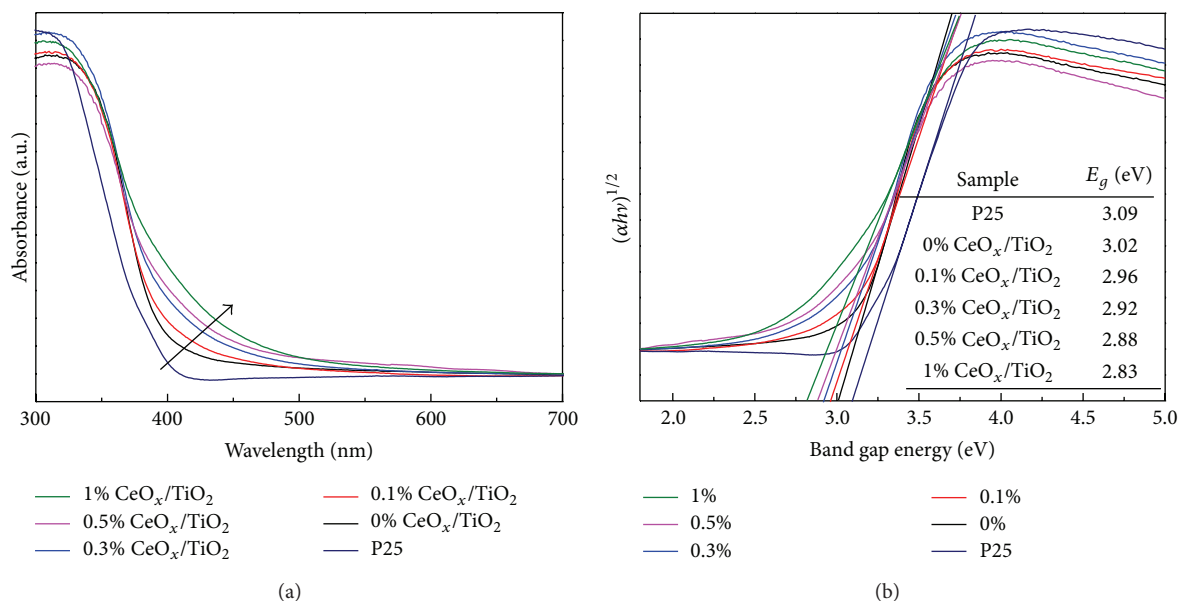 Absorbance (a.u.)
300 400 500 600 700
Wavelength (nm)
1% CeOₓ/TiO₂
0.5% CeOₓ/TiO₂
0.3% CeOₓ/TiO₂
0.1% CeOₓ/TiO₂
0% CeOₓ/TiO₂
P25
(a)
(αhν)^1/2
Sample E_g (eV)
P25 3.09
0% CeOₓ/TiO₂ 3.02
0.1% CeOₓ/TiO₂ 2.96
0.3% CeOₓ/TiO₂ 2.92
0.5% CeOₓ/TiO₂ 2.88
1% CeOₓ/TiO₂ 2.83
2.0 2.5 3.0 3.5 4.0 4.5 5.0
Band gap energy (eV)
1%
0.5%
0.3%
0.1%
0%
P25
(b)